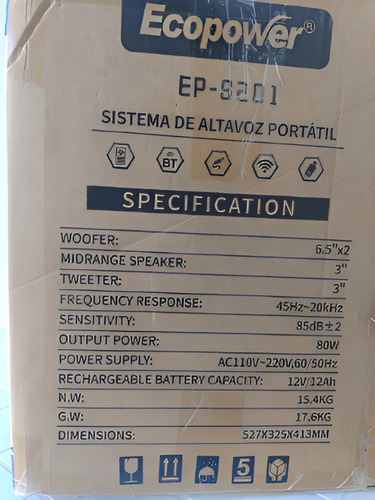 Ecopower®
EP-S201
SISTEMA DE ALTAVOZ PORTÁTIL
BT
SPECIFICATION
WOOFER: 6.5"x2
MIDRANGE SPEAKER: 3"
TWEETER: 3"
FREQUENCY RESPONSE: 45Hz~20kHz
SENSITIVITY: 85dB±2
OUTPUT POWER: 80W
POWER SUPPLY: AC110V~220V,60/50Hz
RECHARGEABLE BATTERY CAPACITY: 12V/12Ah
N.W: 15.4KG
G.W: 17.6KG
DIMENSIONS: 527X325X413MM
5